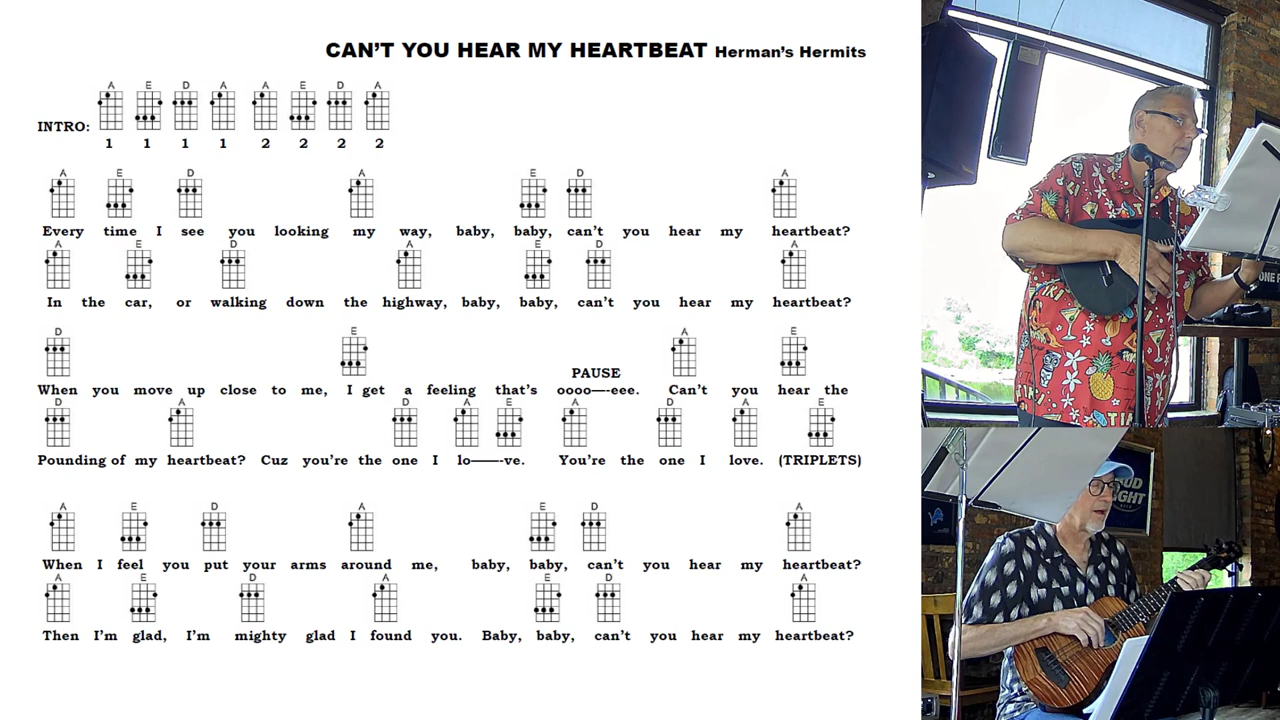 CAN'T YOU HEAR MY HEARTBEAT Herman's Hermits
A E D A A E D A
INTRO:
1 1 1 1 2 2 2 2
A E D A E D A
Every time I see you looking my way, baby, baby, can't you hear my heartbeat?
A E D A E D A
In the car, or walking down the highway, baby, baby, can't you hear my heartbeat?
D E A E
PAUSE
When you move up close to me, I get a feeling that's oooo—-eee. Can't you hear the
D A D A E A D A E
Pounding of my heartbeat? Cuz you're the one I lo——-ve. You're the one I love. (TRIPLETS)
A E D A E D A
When I feel you put your arms around me, baby, baby, can't you hear my heartbeat?
A E D A E D A
Then I'm glad, I'm mighty glad I found you. Baby, baby, can't you hear my heartbeat?